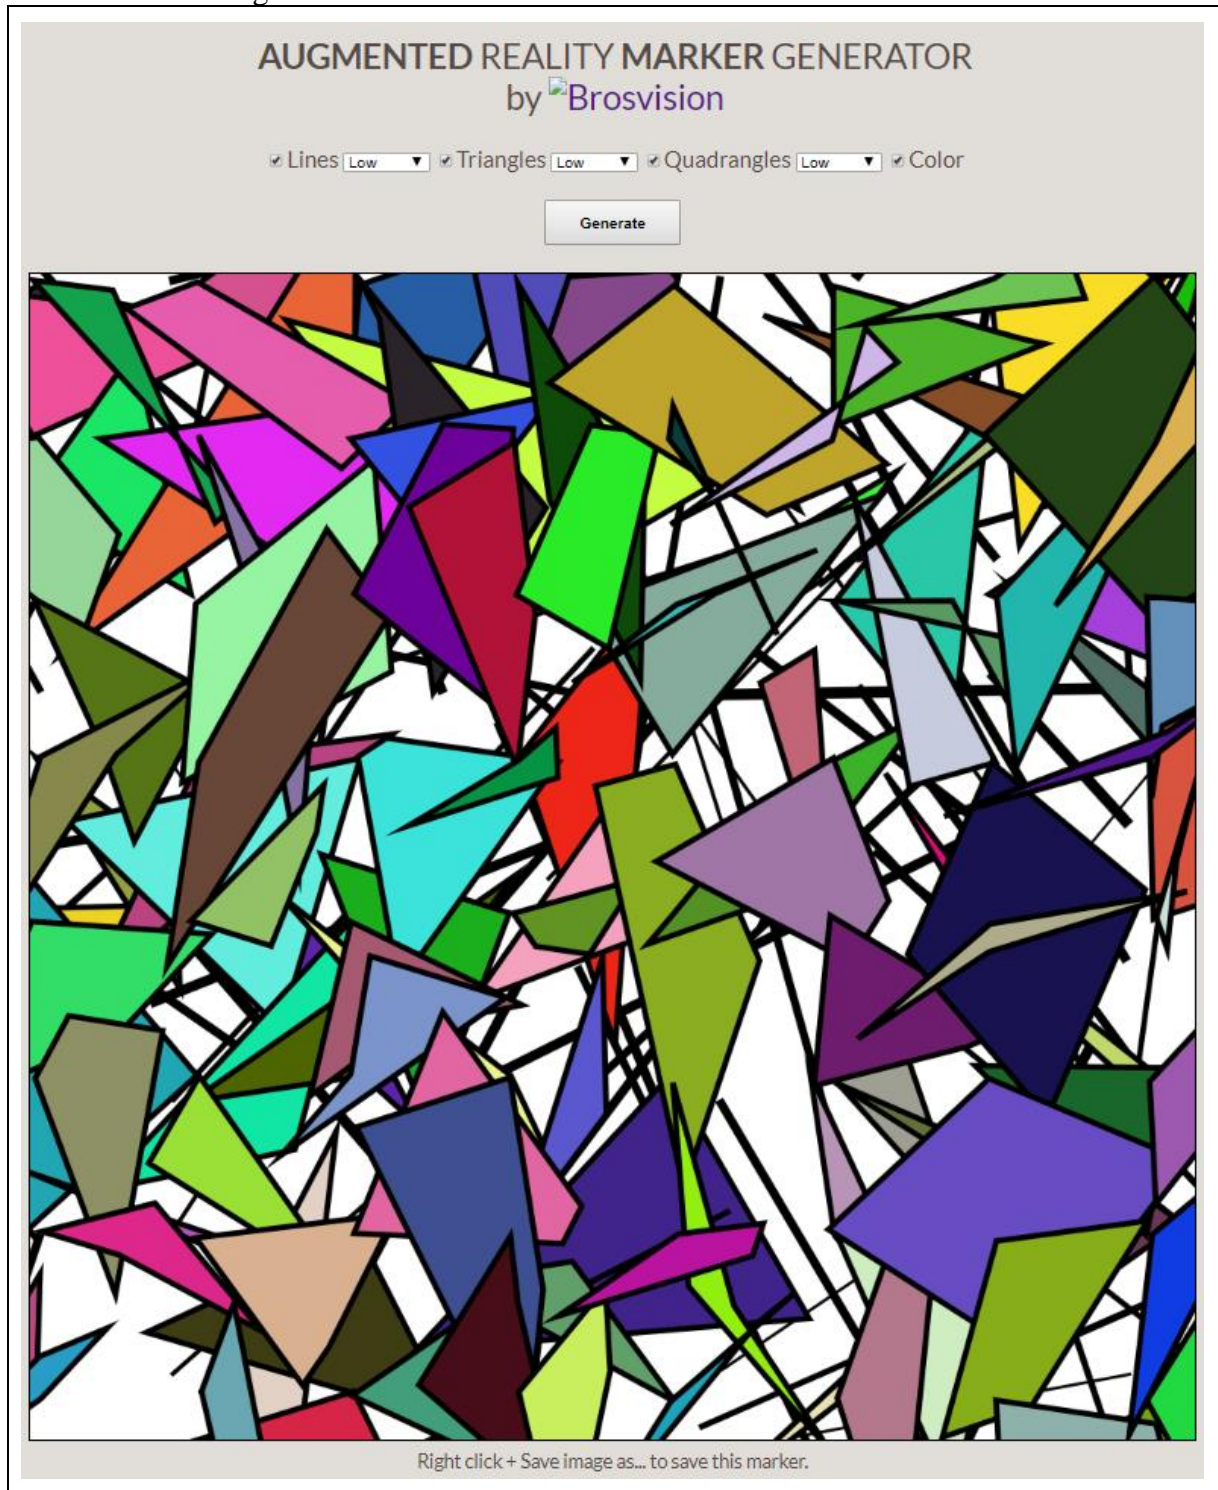 AUGMENTED REALITY MARKER GENERATOR
by Brosvision
Lines Low Triangles Low Quadrangles Low Color
Generate
Right click + Save image as... to save this marker.